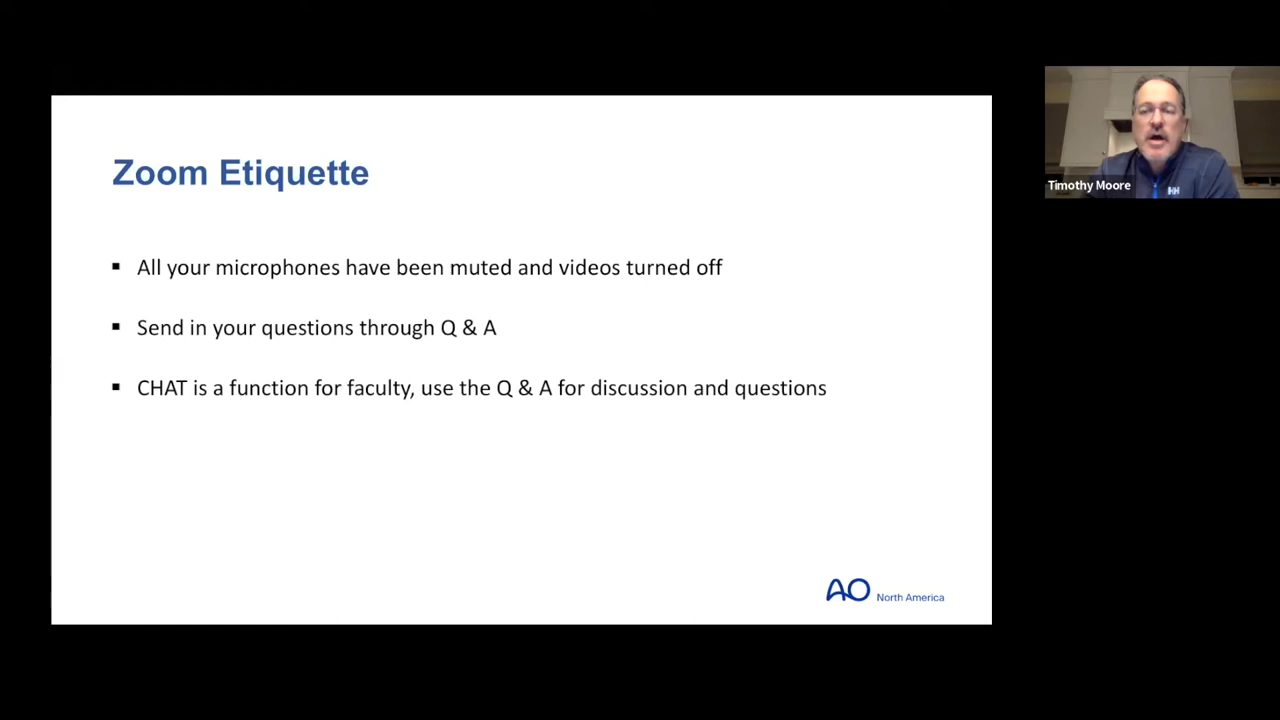 Zoom Etiquette
All your microphones have been muted and videos turned off
Send in your questions through Q & A
CHAT is a function for faculty, use the Q & A for discussion and questions
AO North America
Timothy Moore
HH